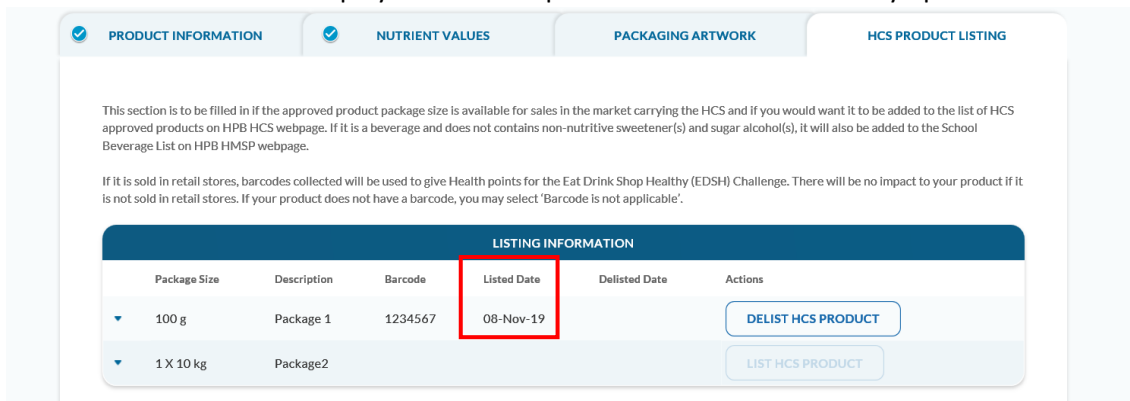 PRODUCT INFORMATION NUTRIENT VALUES PACKAGING ARTWORK HCS PRODUCT LISTING
This section is to be filled in if the approved product package size is available for sales in the market carrying the HCS and if you would want it to be added to the list of HCS
approved products on HPB HCS webpage. If it is a beverage and does not contains non-nutritive sweetener(s) and sugar alcohol(s), it will also be added to the School
Beverage List on HPB HMSP webpage.
If it is sold in retail stores, barcodes collected will be used to give Health points for the Eat Drink Shop Healthy (EDSH) Challenge. There will be no impact to your product if it
is not sold in retail stores. If your product does not have a barcode, you may select 'Barcode is not applicable'.
LISTING INFORMATION
Package Size Description Barcode Listed Date Delisted Date Actions
100 g Package 1 1234567 08-Nov-19 DELIST HCS PRODUCT
1 X 10 kg Package2 LIST HCS PRODUCT